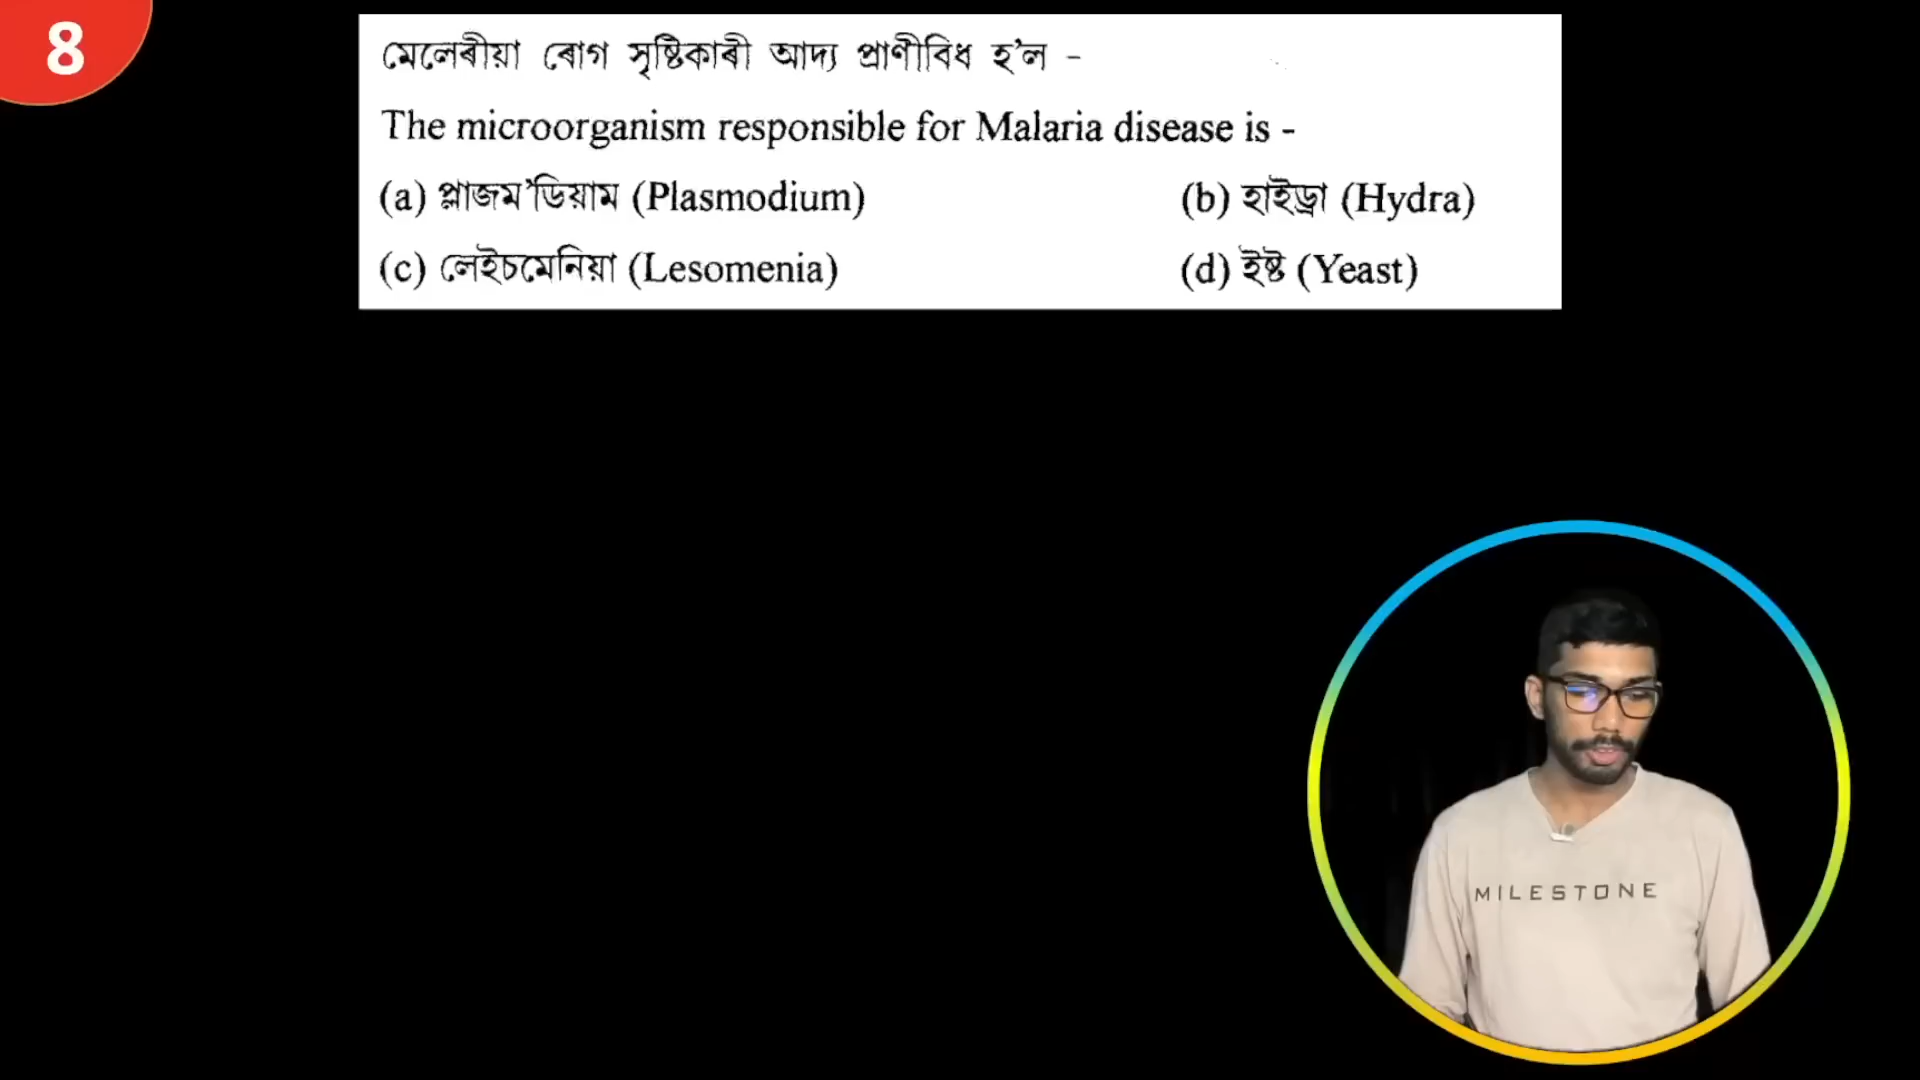 8
মেলেৰীয়া ৰোগ সৃষ্টিকাৰী আদ্য প্ৰাণীবিধ হ’ল -
The microorganism responsible for Malaria disease is -
(a) প্লাজম’ডিয়াম (Plasmodium) (b) হাইড্ৰা (Hydra)
(c) লেইচমেনিয়া (Lesomenia) (d) ইষ্ট (Yeast)
MILESTONE